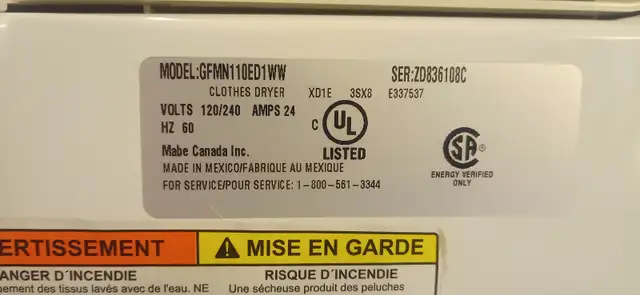 MODEL:GFMN110ED1WW SER:ZD836108C
CLOTHES DRYER XD1E 3SX8 E337537
VOLTS 120/240 AMPS 24
HZ 60
C UL
LISTED
Mabe Canada Inc.
MADE IN MEXICO/FABRIQUE AU MEXIQUE
FOR SERVICE/POUR SERVICE: 1-800-561-3344
SA ®
ENERGY VERIFIED
ONLY
ERTISSEMENT
MISE EN GARDE
ANGER D´INCENDIE
RISQUE D´INCENDIE
gement des tissus lavés avec de l'eau. NE
Une sécheuse produit des peluches